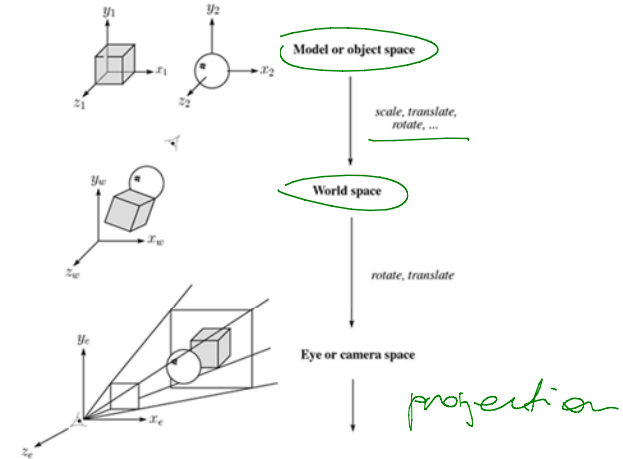 y1
y2
Model or object space
x1
x2
z1
z2
scale, translate,
rotate, ...
yw
World space
xw
zw
rotate, translate
ye
Eye or camera space
projection
xe
ze